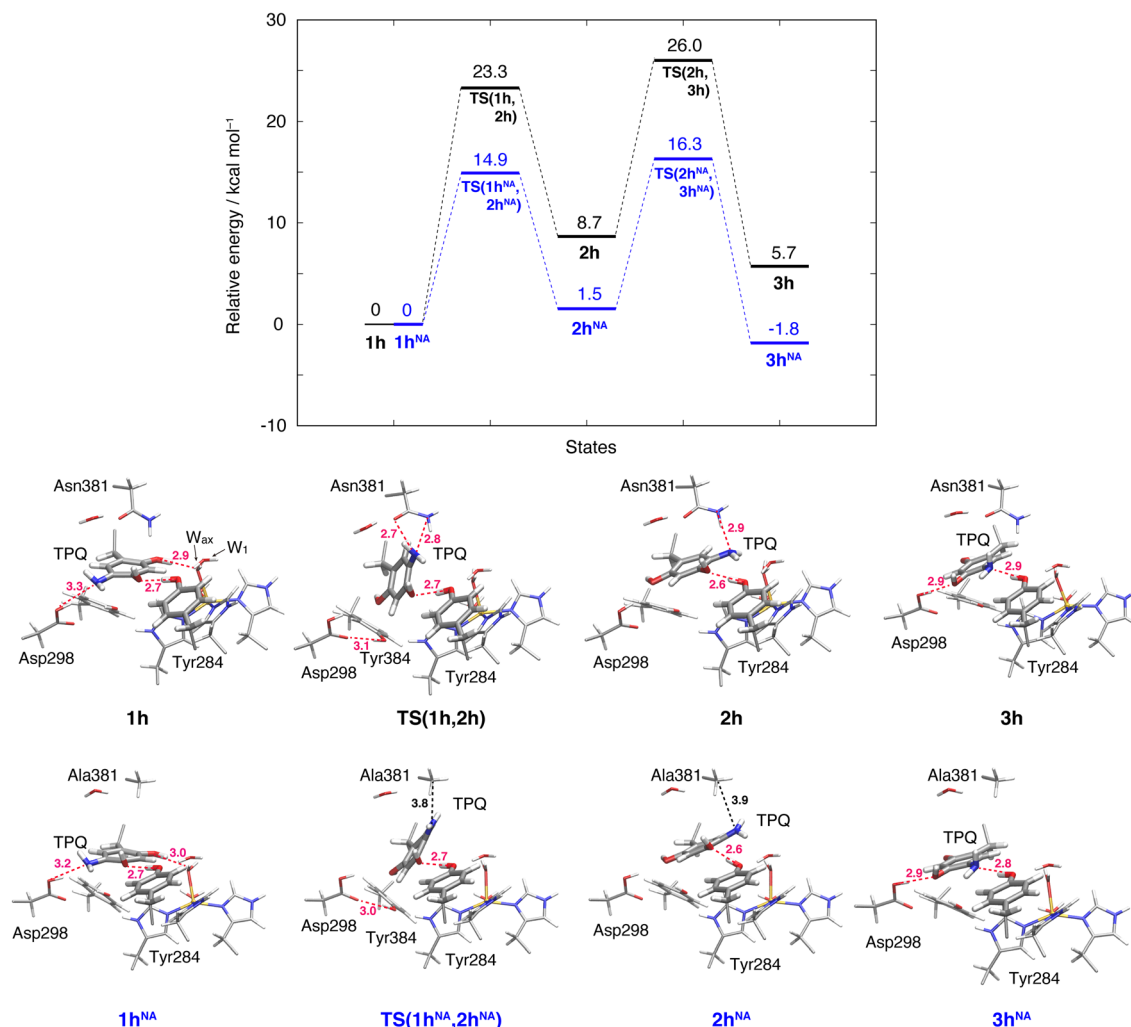 30
20
10
0
-10
Relative energy / kcal mol⁻¹
States
0
0
1h
1hᴺᴬ
23.3
TS(1h,
2h)
14.9
TS(1hᴺᴬ,
2hᴺᴬ)
8.7
2h
1.5
2hᴺᴬ
26.0
TS(2h,
3h)
16.3
TS(2hᴺᴬ,
3hᴺᴬ)
5.7
3h
-1.8
3hᴺᴬ
Asn381
TPQ
Wax
W1
2.9
3.3
2.7
Asp298
Tyr284
1h
Asn381
2.7
2.8
TPQ
2.7
3.1
Tyr384
Asp298
Tyr284
TS(1h,2h)
Asn381
2.9
TPQ
2.6
Asp298
Tyr284
2h
Asn381
TPQ
2.9
2.9
Asp298
Tyr284
3h
Ala381
TPQ
3.0
3.2
2.7
Asp298
Tyr284
1hᴺᴬ
Ala381
3.8
TPQ
2.7
3.0
Tyr384
Asp298
Tyr284
TS(1hᴺᴬ,2hᴺᴬ)
Ala381
3.9
TPQ
2.6
Asp298
Tyr284
2hᴺᴬ
Ala381
TPQ
2.8
2.9
Asp298
Tyr284
3hᴺᴬ